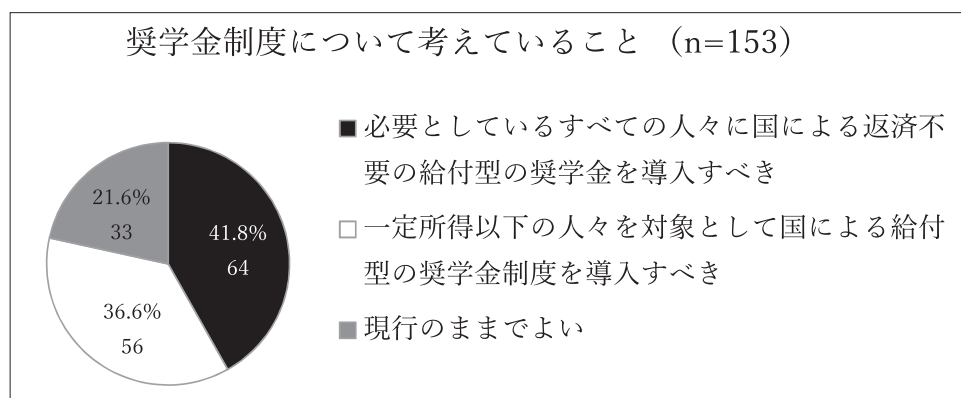 奨学金制度について考えていること (n=153)
必要としているすべての人々に国による返済不
要の給付型の奨学金を導入すべき
一定所得以下の人々を対象として国による給付
型の奨学金制度を導入すべき
現行のままでよい
21.6%
33
41.8%
64
36.6%
56